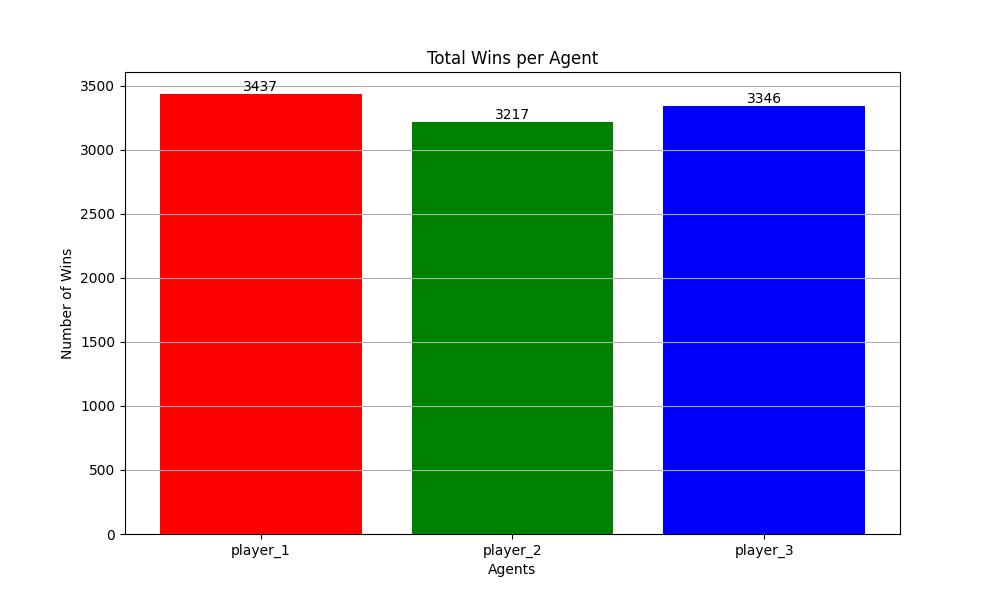 Total Wins per Agent
3437
3217
3346
3500
3000
2500
2000
1500
1000
500
0
Number of Wins
player_1
player_2
player_3
Agents